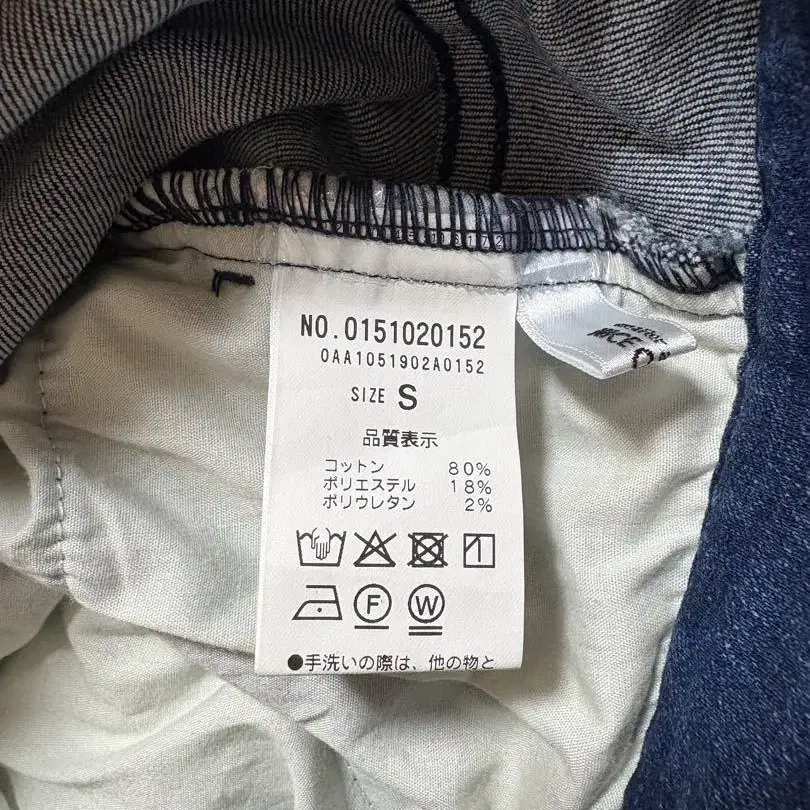 NO.0151020152
0AA1051902A0152
SIZE S
品質表示
コットン 80%
ポリエステル 18%
ポリウレタン 2%
F W
●手洗いの際は、他の物と
NICE